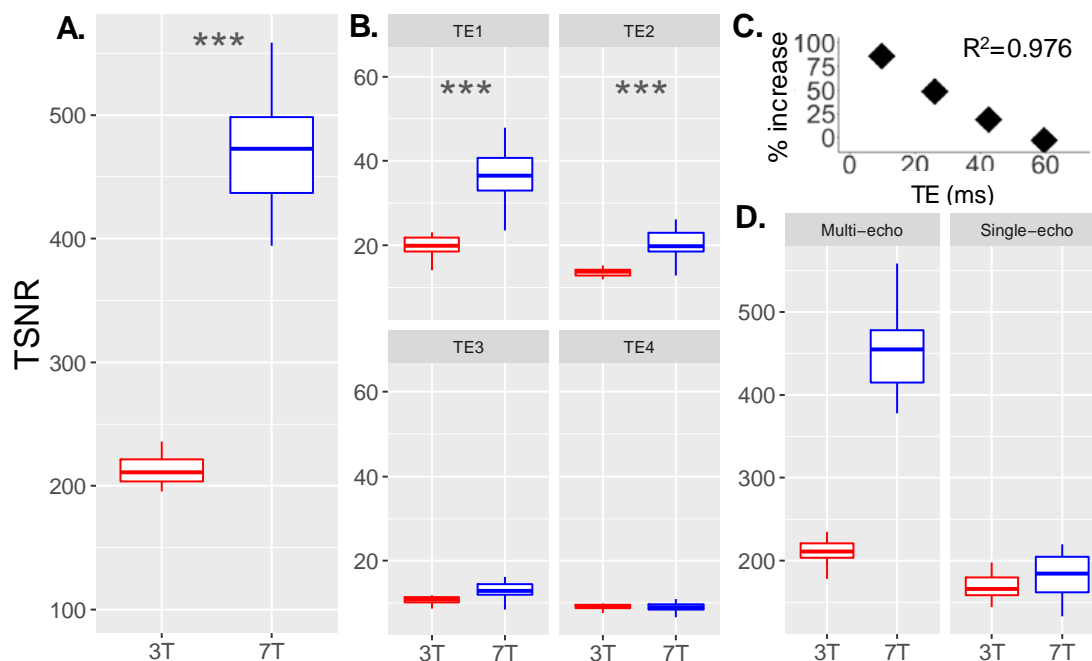 A.
***
TSNR
500
400
300
200
100
3T 7T
B.
TE1 TE2
*** ***
60
40
20
TE3 TE4
60
40
20
3T 7T 3T 7T
C.
R²=0.976
% increase
100
75
50
25
0
0 20 40 60
TE (ms)
D.
Multi−echo Single−echo
500
400
300
200
3T 7T 3T 7T